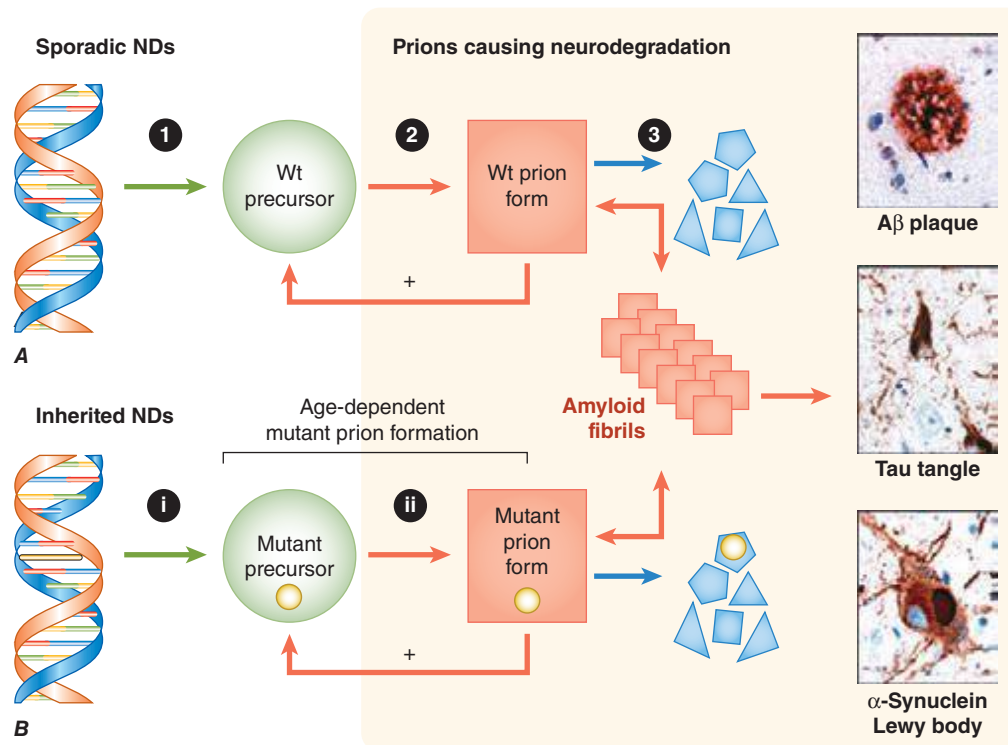 Sporadic NDs
Prions causing neurodegradation
1
2
3
Wt
precursor
Wt prion
form
+
A
Aβ plaque
Inherited NDs
Age-dependent
mutant prion formation
Amyloid
fibrils
Tau tangle
i
ii
Mutant
precursor
Mutant
prion
form
+
B
α-Synuclein
Lewy body